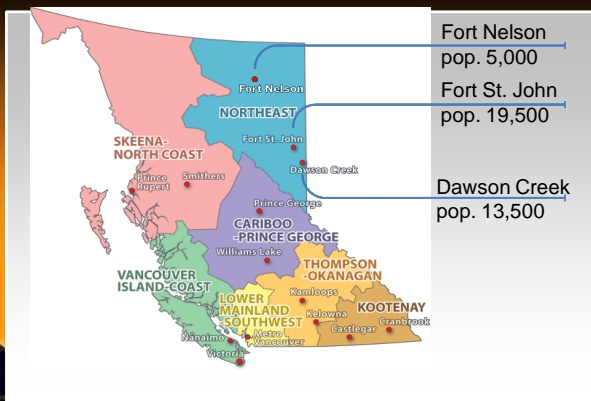 Fort Nelson
pop. 5,000
Fort St. John
pop. 19,500
Dawson Creek
pop. 13,500
Fort Nelson
NORTHEAST
Fort St. John
Dawson Creek
SKEENA-
NORTH COAST
Prince
Rupert
Smithers
Prince George
CARIBOO
-PRINCE GEORGE
Williams Lake
VANCOUVER
ISLAND-COAST
THOMPSON
-OKANAGAN
Kamloops
LOWER
MAINLAND
SOUTHWEST
Kelowna
KOOTENAY
Cranbrook
Castlegar
Nanaimo
Metro
Vancouver
Victoria